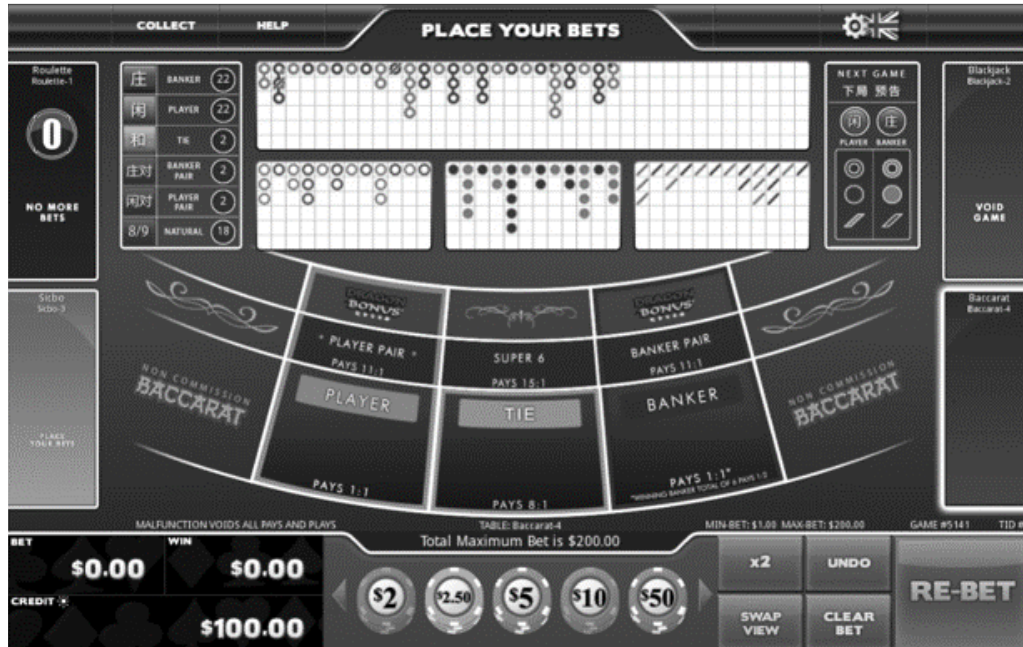 COLLECT
HELP
PLACE YOUR BETS
Roulette
Roulette-1
0
NO MORE
BETS
庄 BANKER 22
闲 PLAYER 22
和 TIE 2
庄对 BANKER PAIR 2
闲对 PLAYER PAIR 2
8/9 NATURAL 18
NEXT GAME
下局 预告
闲 庄
PLAYER BANKER
Blackjack
Blackjack-2
VOID
GAME
Sicbo
Sicbo-3
PLACE
YOUR BETS
Baccarat
Baccarat-4
DRAGON
BONUS
DRAGON
BONUS
PLAYER PAIR
PAYS 11:1
SUPER 6
PAYS 15:1
BANKER PAIR
PAYS 11:1
NON COMMISSION
BACCARAT
PLAYER
PAYS 1:1
TIE
PAYS 8:1
BANKER
PAYS 1:1*
*WINNING BANKER TOTAL OF 6 PAYS 1:2
NON COMMISSION
BACCARAT
MALFUNCTION VOIDS ALL PAYS AND PLAYS
TABLE: Baccarat-4
MIN-BET: $1.00 MAX-BET: $200.00
GAME #5141
TID #
Total Maximum Bet is $200.00
BET
$0.00
WIN
$0.00
CREDIT
$100.00
$2
$2.50
$5
$10
$50
x2
UNDO
SWAP
VIEW
CLEAR
BET
RE-BET